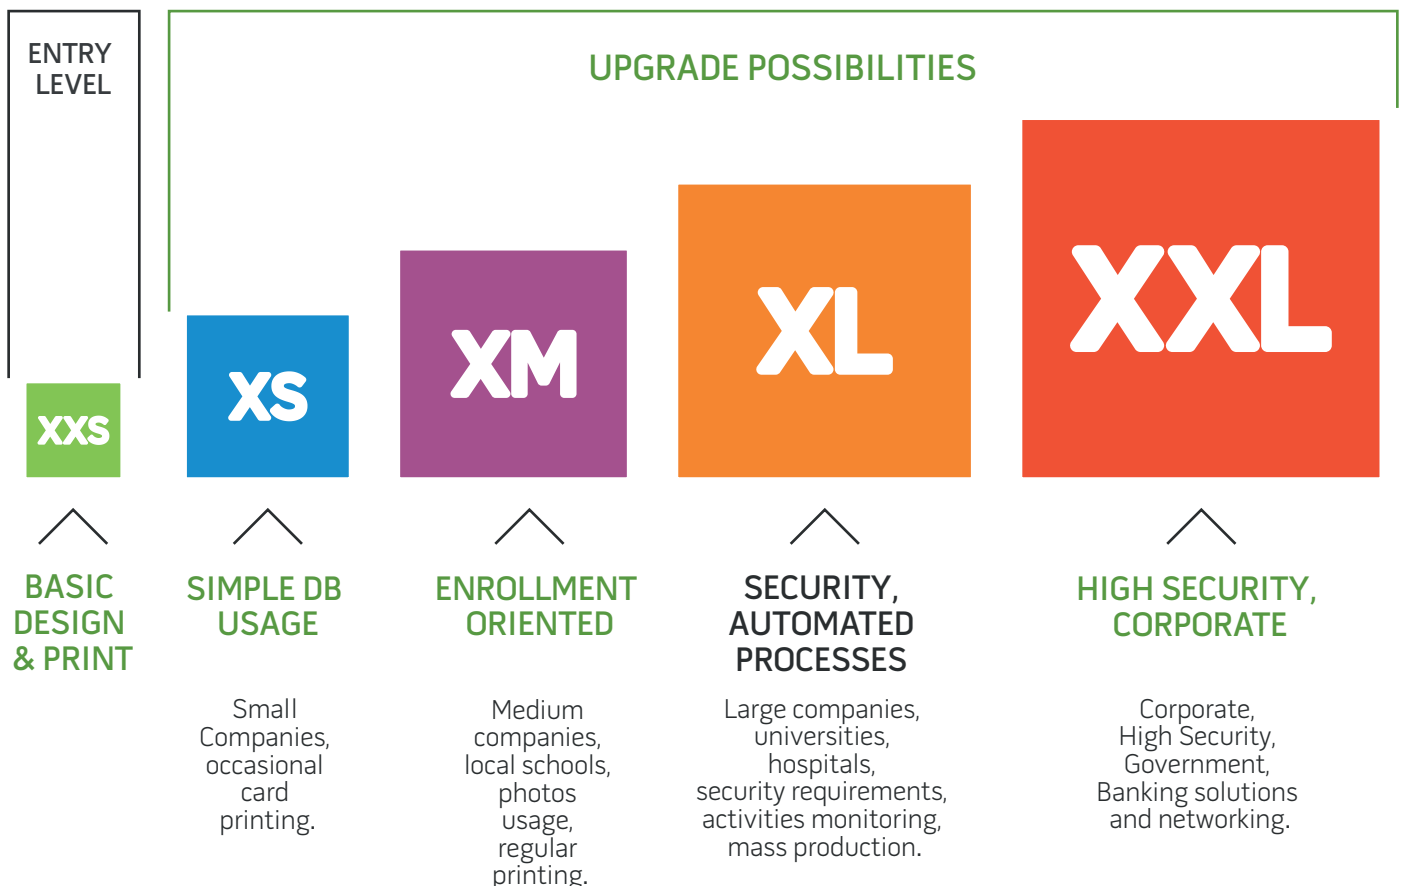 ENTRY
LEVEL
UPGRADE POSSIBILITIES
XXS
XS
XM
XL
XXL
BASIC
DESIGN
& PRINT
SIMPLE DB
USAGE
Small
Companies,
occasional
card
printing.
ENROLLMENT
ORIENTED
Medium
companies,
local schools,
photos
usage,
regular
printing.
SECURITY,
AUTOMATED
PROCESSES
Large companies,
universities,
hospitals,
security requirements,
activities monitoring,
mass production.
HIGH SECURITY,
CORPORATE
Corporate,
High Security,
Government,
Banking solutions
and networking.